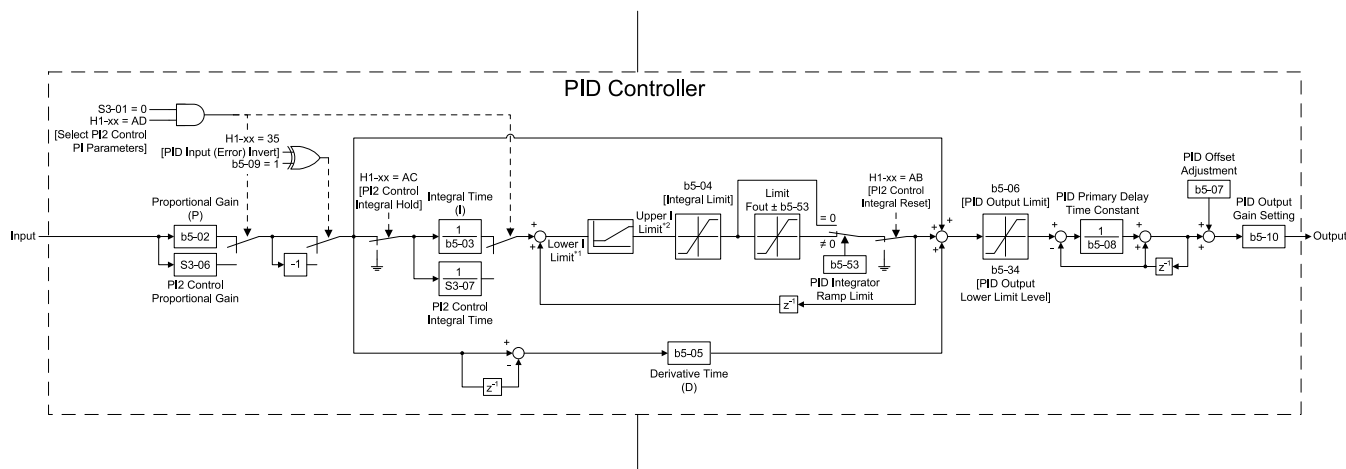 PID Controller
S3-01 = 0
H1-xx = AD
[Select PI2 Control
PI Parameters]
H1-xx = 35
[PID Input (Error) Invert]
b5-09 = 1
H1-xx = AC
[PI2 Control
Integral Hold]
Proportional Gain
(P)
Input
b5-02
S3-06
PI2 Control
Proportional Gain
-1
Integral Time
(I)
1
b5-03
1
S3-07
PI2 Control
Integral Time
+
+
Lower I
Limit*1
Upper I
Limit*2
b5-04
[Integral Limit]
Limit
Fout ± b5-53
= 0
≠ 0
b5-53
PID Integrator
Ramp Limit
H1-xx = AB
[PI2 Control
Integral Reset]
z-1
+
-
z-1
b5-05
Derivative Time
(D)
+
+
+
b5-06
[PID Output Limit]
b5-34
[PID Output
Lower Limit Level]
PID Primary Delay
Time Constant
+
-
1
b5-08
+
+
z-1
PID Offset
Adjustment
b5-07
+
+
PID Output
Gain Setting
b5-10
Output